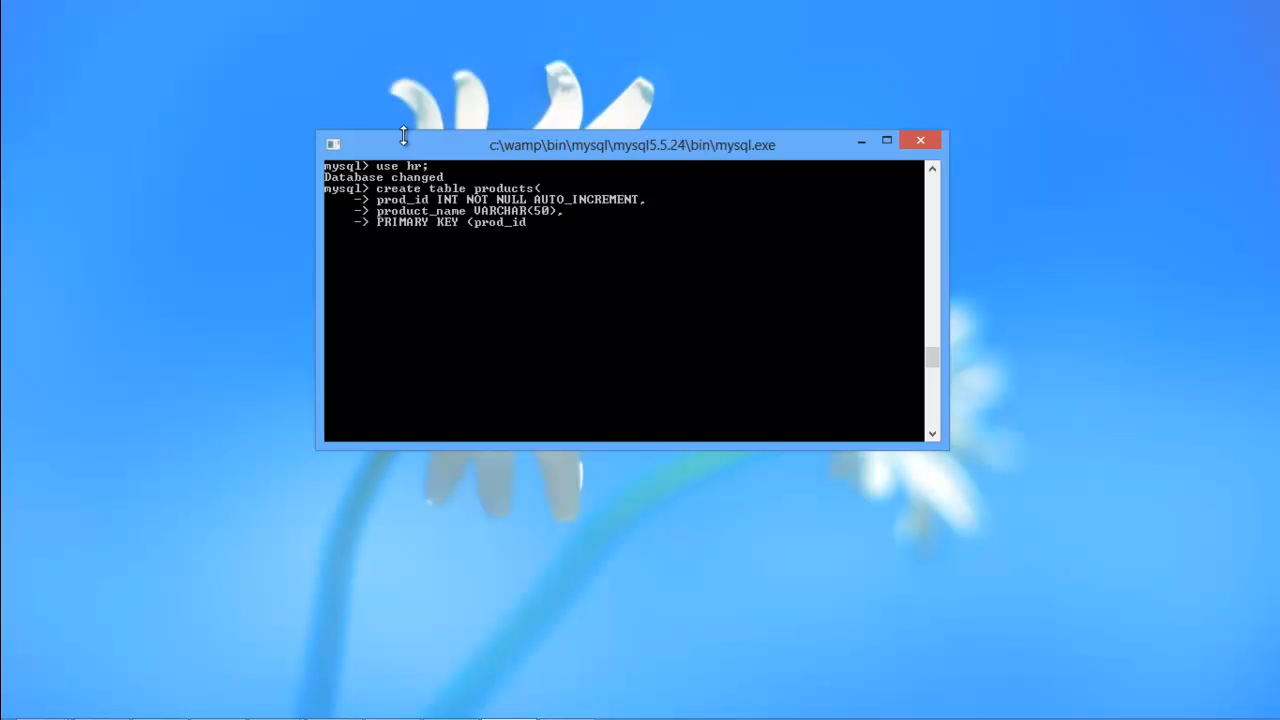 c:\wamp\bin\mysql\mysql5.5.24\bin\mysql.exe
mysql> use hr;
Database changed
mysql> create table products(
    -> prod_id INT NOT NULL AUTO_INCREMENT,
    -> product_name VARCHAR(50),
    -> PRIMARY KEY (prod_id